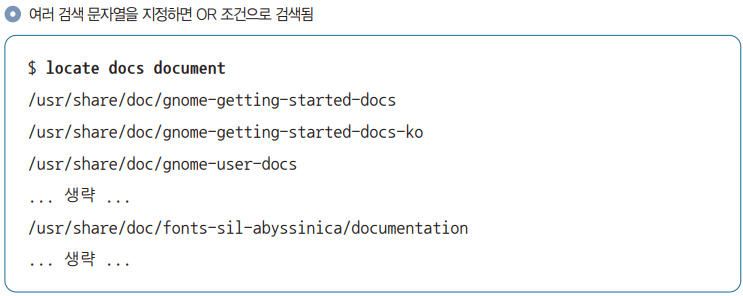 여러 검색 문자열을 지정하면 OR 조건으로 검색됨
$ locate docs document
/usr/share/doc/gnome-getting-started-docs
/usr/share/doc/gnome-getting-started-docs-ko
/usr/share/doc/gnome-user-docs
... 생략 ...
/usr/share/doc/fonts-sil-abyssinica/documentation
... 생략 ...